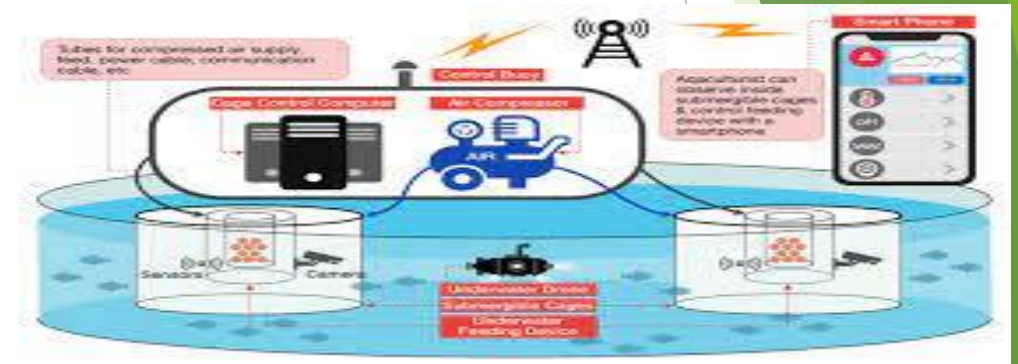 Smart Phone
Tubes for compressed air supply,
feed, power cable, communication
cable, etc
Control Buoy
Cage Control Computer
Air Compressor
Aquaculturist can
observe inside
submergible cages
& control feeding
device with a
smartphone
AIR
pH
Sensors
Camera
Underwater Drone
Submergible Cages
Underwater
Feeding Device